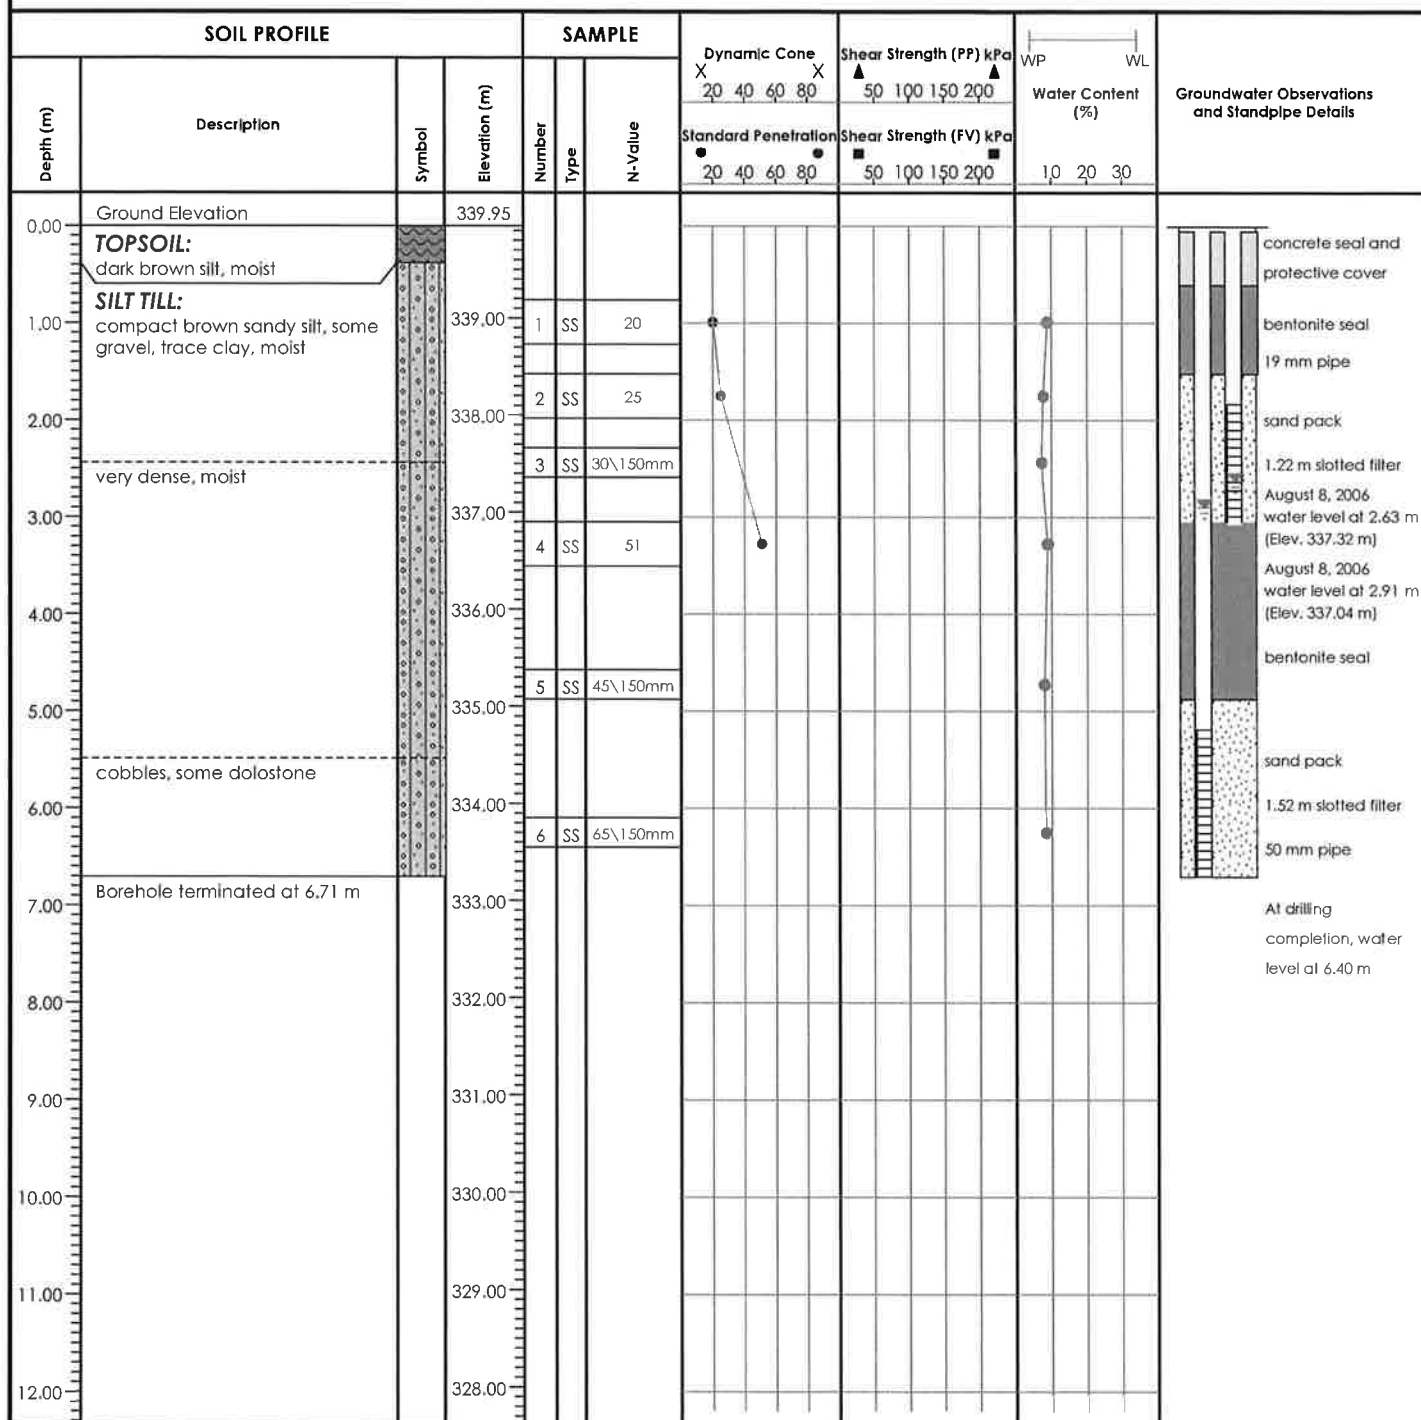 SOIL PROFILE
SAMPLE
Depth (m)
Description
Symbol
Elevation (m)
Number
Type
N-Value
Dynamic Cone
X X
20 40 60 80
Standard Penetration
20 40 60 80
Shear Strength (PP) kPa
50 100 150 200
Shear Strength (FV) kPa
50 100 150 200
WP WL
Water Content
(%)
10 20 30
Groundwater Observations
and Standpipe Details
Ground Elevation 339.95
0.00
TOPSOIL:
dark brown silt, moist
SILT TILL:
compact brown sandy silt, some
gravel, trace clay, moist
very dense, moist
cobbles, some dolostone
Borehole terminated at 6.71 m
1.00
2.00
3.00
4.00
5.00
6.00
7.00
8.00
9.00
10.00
11.00
12.00
339.00
338.00
337.00
336.00
335.00
334.00
333.00
332.00
331.00
330.00
329.00
328.00
1 SS 20
2 SS 25
3 SS 30\150mm
4 SS 51
5 SS 45\150mm
6 SS 65\150mm
concrete seal and
protective cover
bentonite seal
19 mm pipe
sand pack
1.22 m slotted filter
August 8, 2006
water level at 2.63 m
(Elev. 337.32 m)
August 8, 2006
water level at 2.91 m
(Elev. 337.04 m)
bentonite seal
sand pack
1.52 m slotted filter
50 mm pipe
At drilling
completion, water
level at 6.40 m